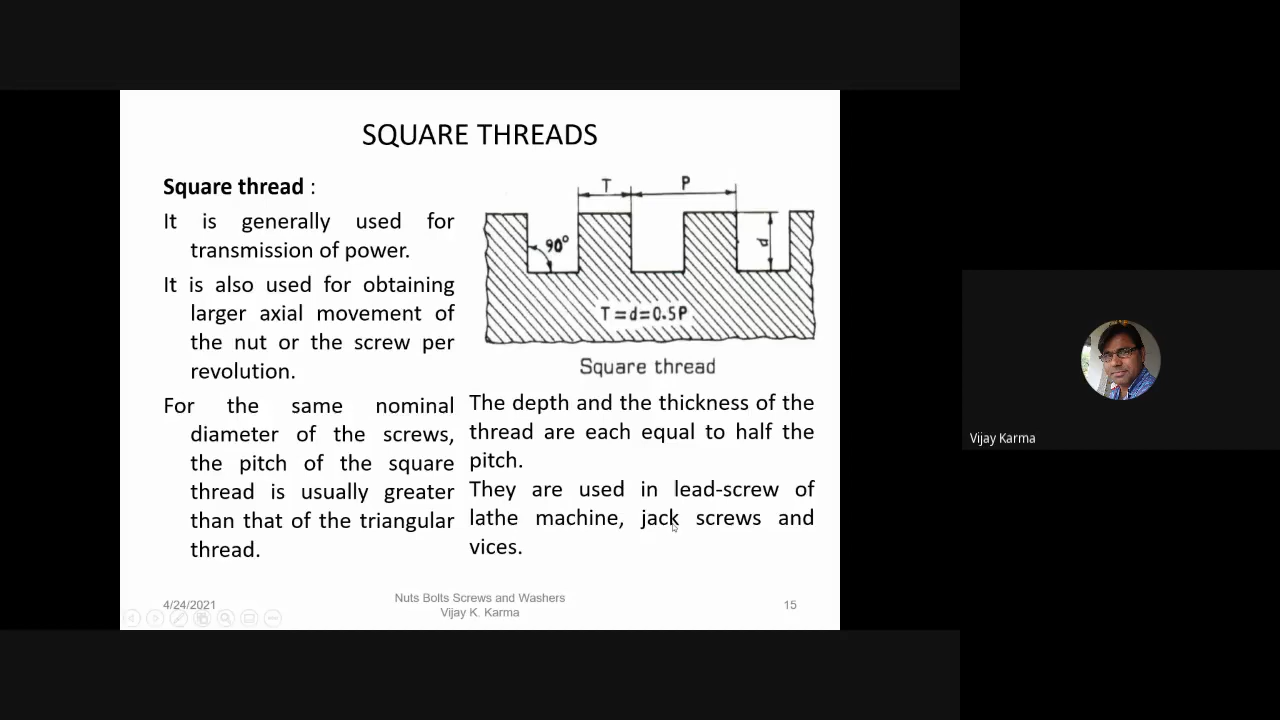 SQUARE THREADS
Square thread :
It is generally used for
transmission of power.
It is also used for obtaining
larger axial movement of
the nut or the screw per
revolution.
For the same nominal
diameter of the screws,
the pitch of the square
thread is usually greater
than that of the triangular
thread.
T
P
90°
d
T=d=0.5P
Square thread
The depth and the thickness of the
thread are each equal to half the
pitch.
They are used in lead-screw of
lathe machine, jack screws and
vices.
4/24/2021
Nuts Bolts Screws and Washers
Vijay K. Karma
15
Vijay Karma